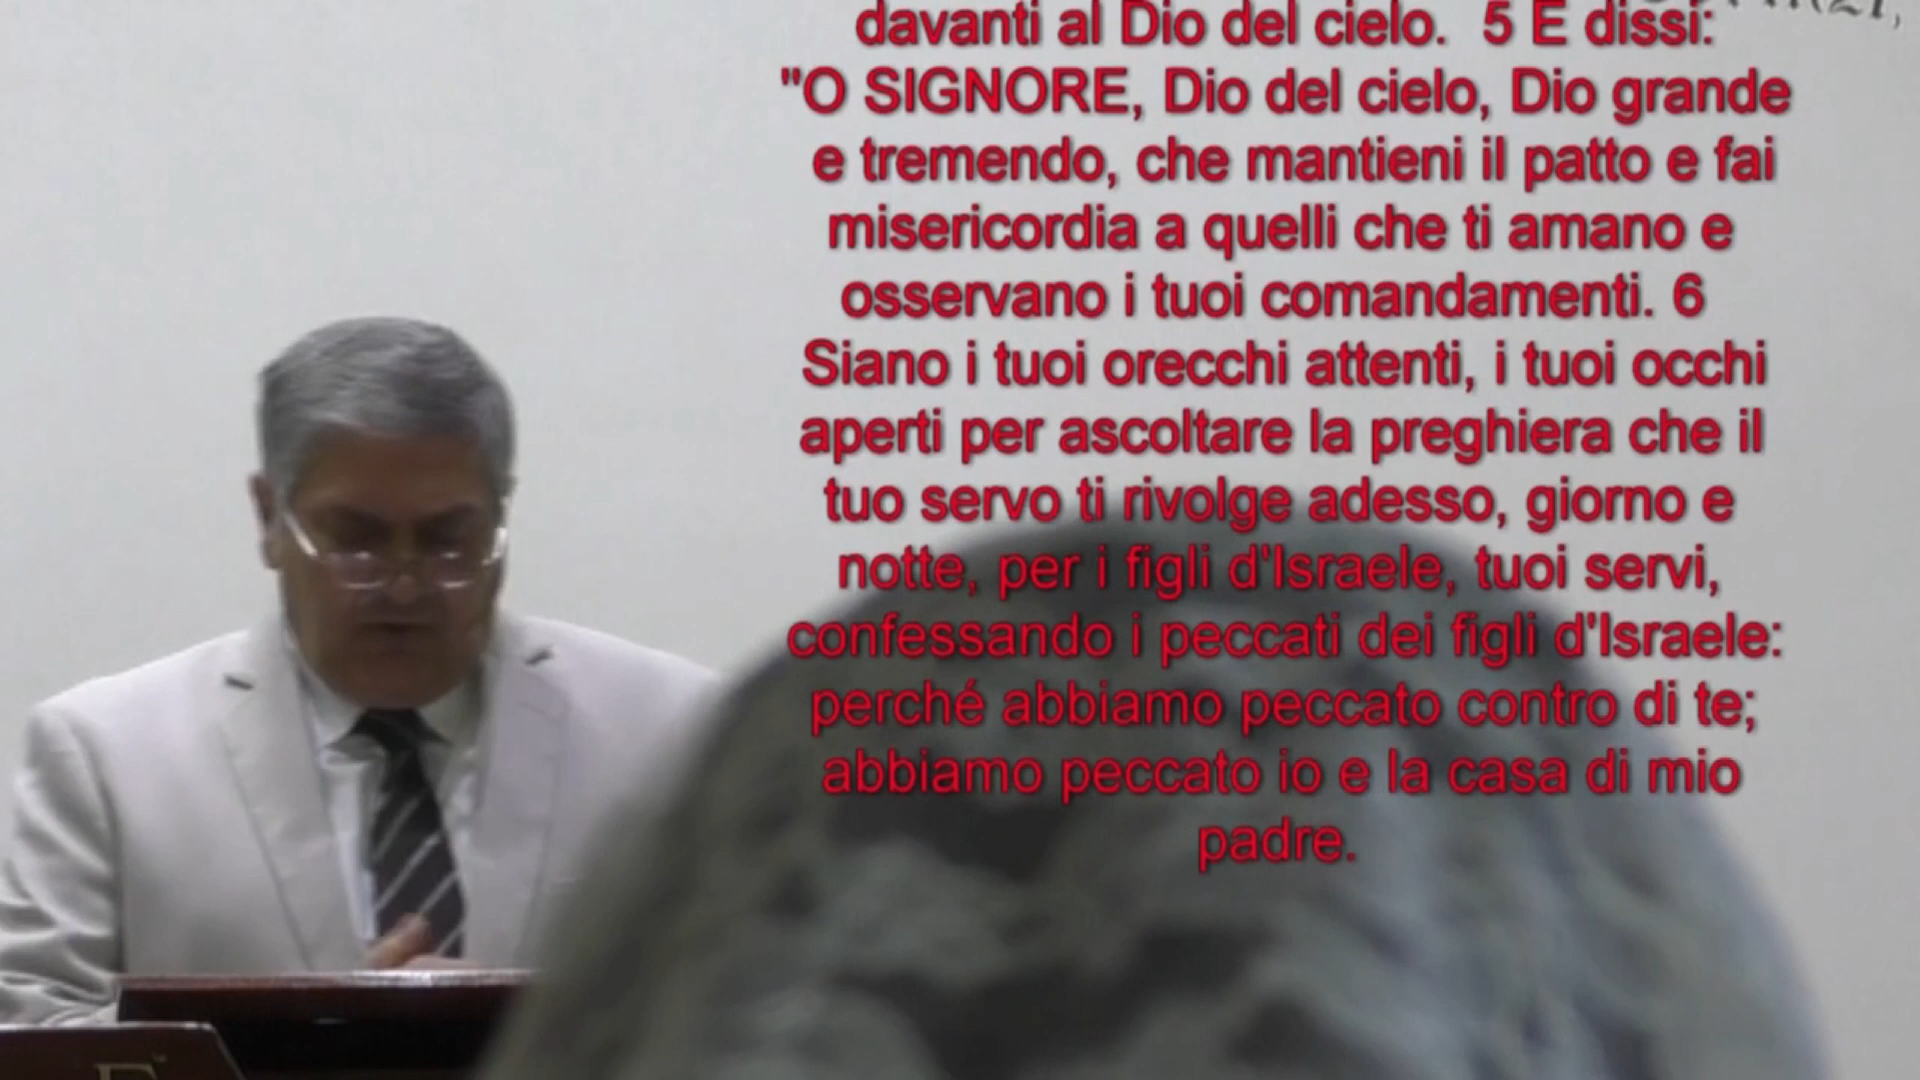 davanti al Dio del cielo. 5 E dissi:
"O SIGNORE, Dio del cielo, Dio grande
e tremendo, che mantieni il patto e fai
misericordia a quelli che ti amano e
osservano i tuoi comandamenti. 6
Siano i tuoi orecchi attenti, i tuoi occhi
aperti per ascoltare la preghiera che il
tuo servo ti rivolge adesso, giorno e
notte, per i figli d'Israele, tuoi servi,
confessando i peccati dei figli d'Israele:
perché abbiamo peccato contro di te;
abbiamo peccato io e la casa di mio
padre.